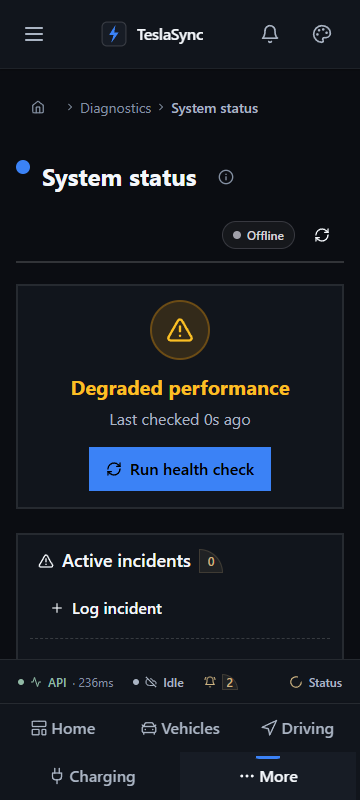 TeslaSync
Diagnostics System status
System status
Offline
Degraded performance
Last checked 0s ago
Run health check
Active incidents 0
Log incident
API · 236ms Idle 2 Status
Home Vehicles Driving
Charging More